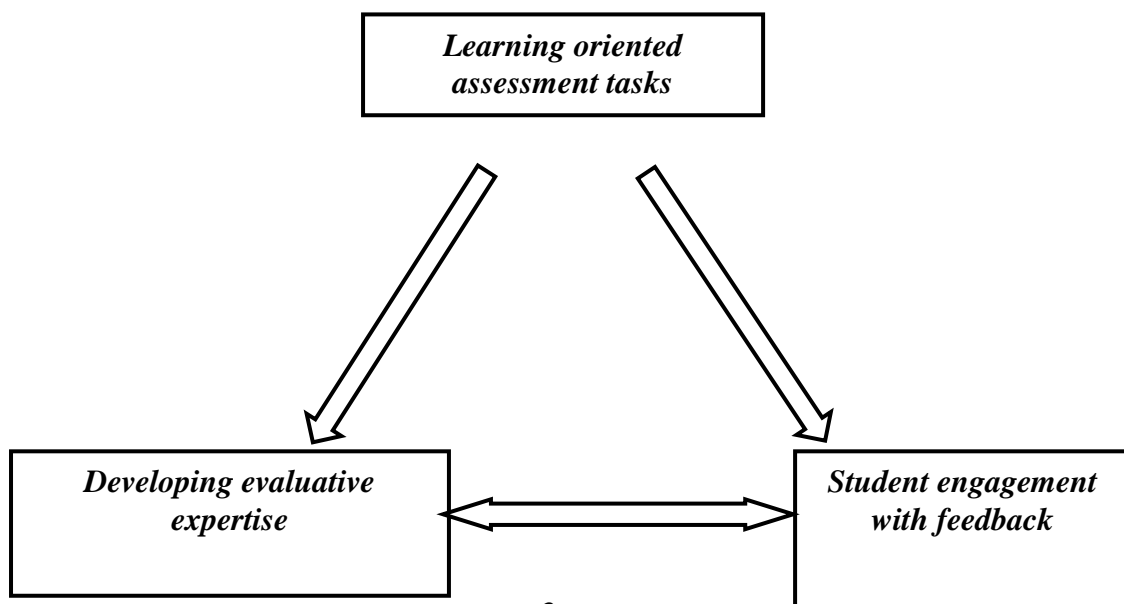 Learning oriented
assessment tasks
Developing evaluative
expertise
Student engagement
with feedback